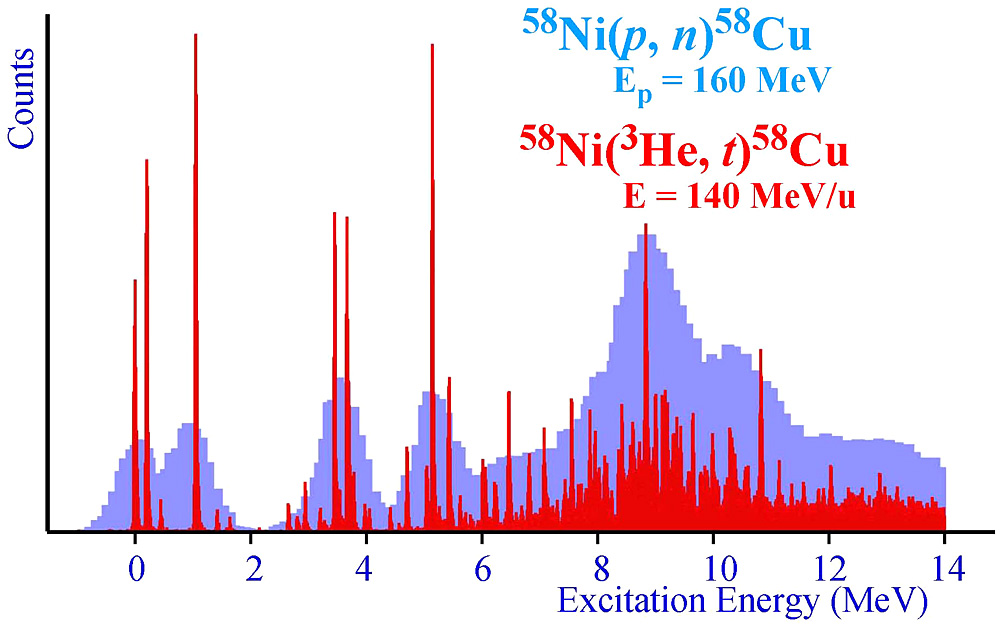 ⁵⁸Ni(p, n)⁵⁸Cu
Eₚ = 160 MeV
⁵⁸Ni(³He, t)⁵⁸Cu
E = 140 MeV/u
Counts
0 2 4 6 8 10 12 14
Excitation Energy (MeV)